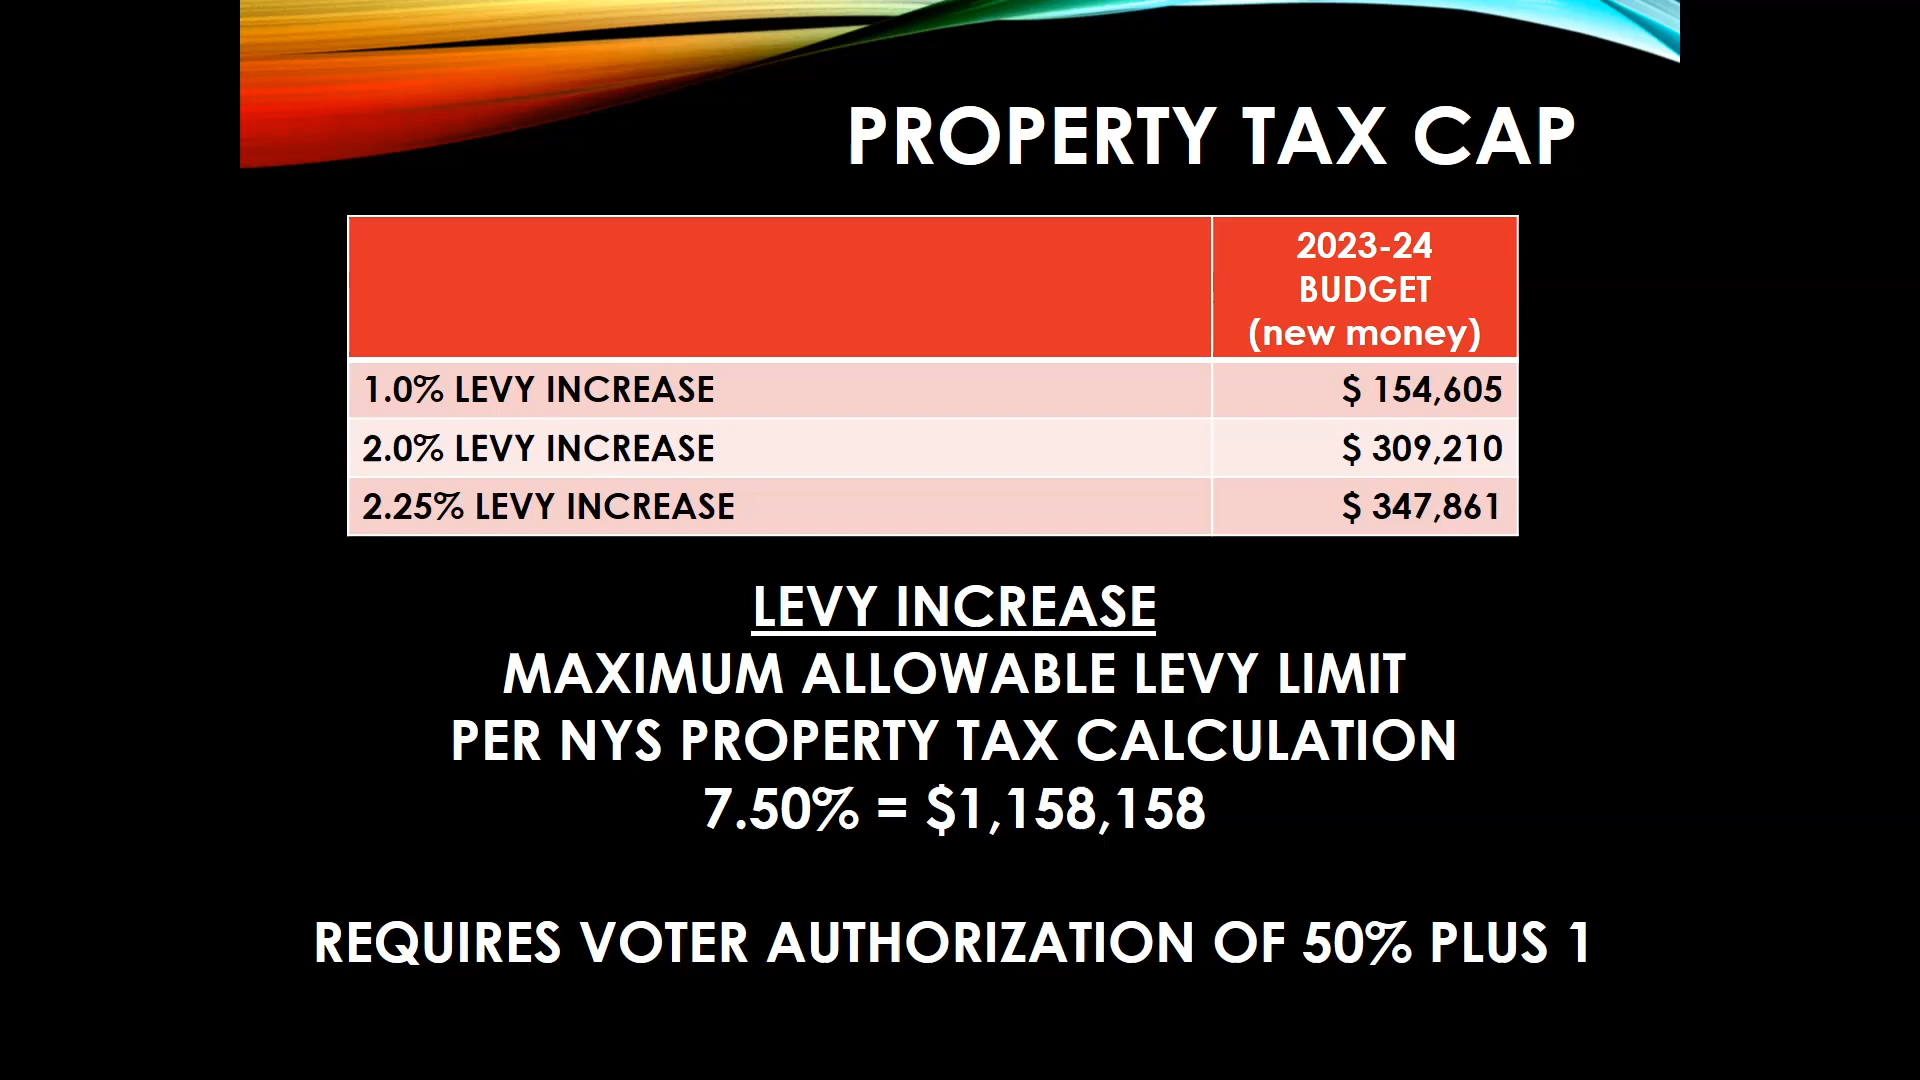 PROPERTY TAX CAP
2023-24
BUDGET
(new money)
1.0% LEVY INCREASE $ 154,605
2.0% LEVY INCREASE $ 309,210
2.25% LEVY INCREASE $ 347,861
LEVY INCREASE
MAXIMUM ALLOWABLE LEVY LIMIT
PER NYS PROPERTY TAX CALCULATION
7.50% = $1,158,158
REQUIRES VOTER AUTHORIZATION OF 50% PLUS 1